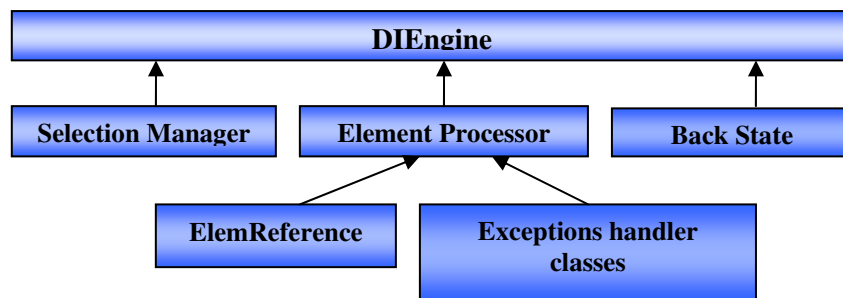 DIEngine
Selection Manager
Element Processor
Back State
ElemReference
Exceptions handler
classes